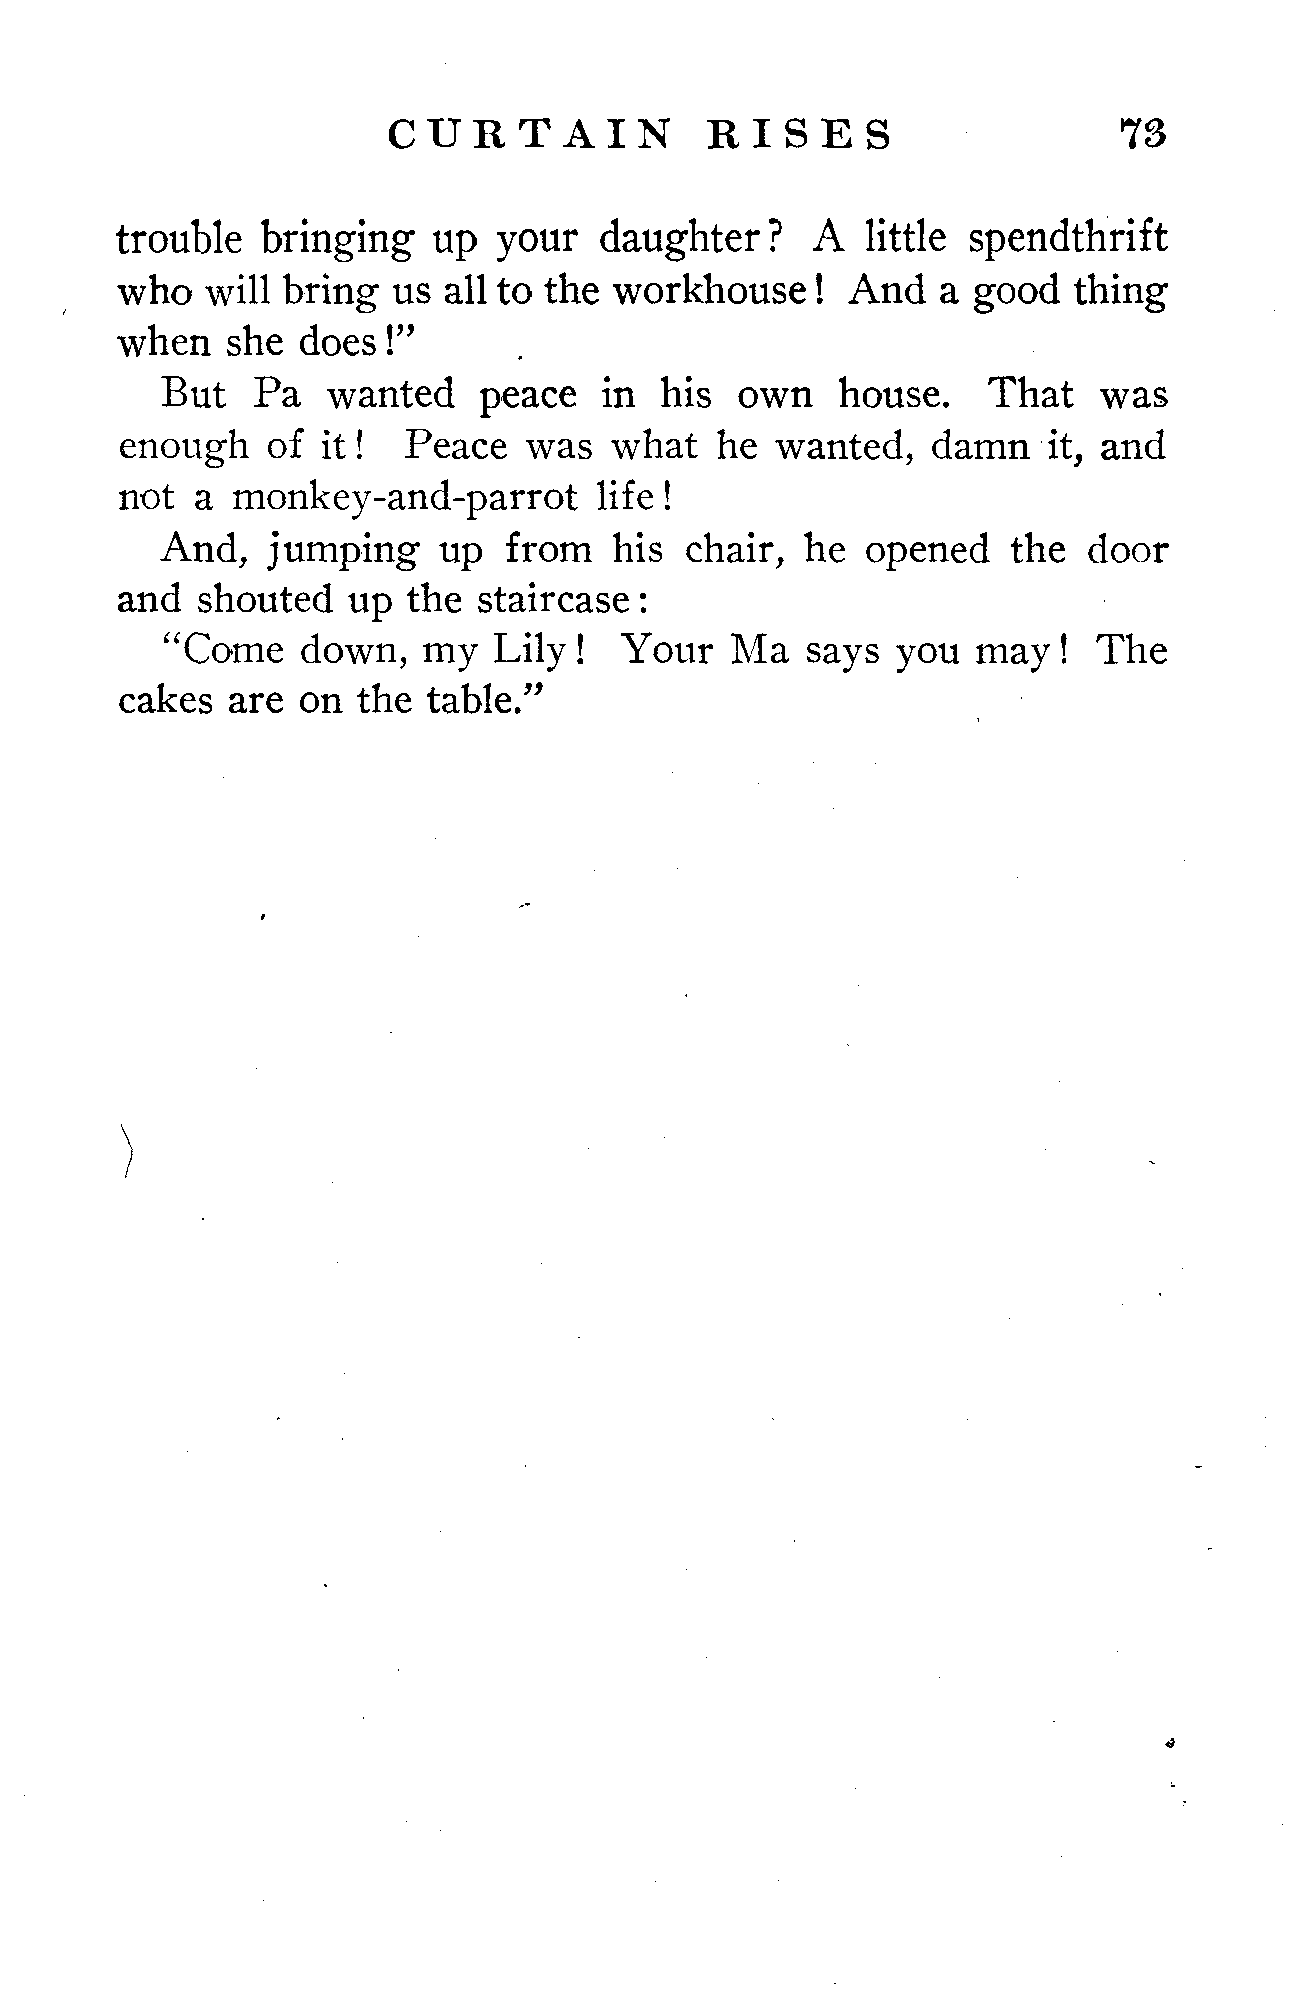 CURTAIN RISES 73
trouble bringing up your daughter? A little spendthrift
who will bring us all to the workhouse! And a good thing
when she does!”
But Pa wanted peace in his own house. That was
enough of it! Peace was what he wanted, damn it, and
not a monkey-and-parrot life!
And, jumping up from his chair, he opened the door
and shouted up the staircase:
“Come down, my Lily! Your Ma says you may! The
cakes are on the table.”